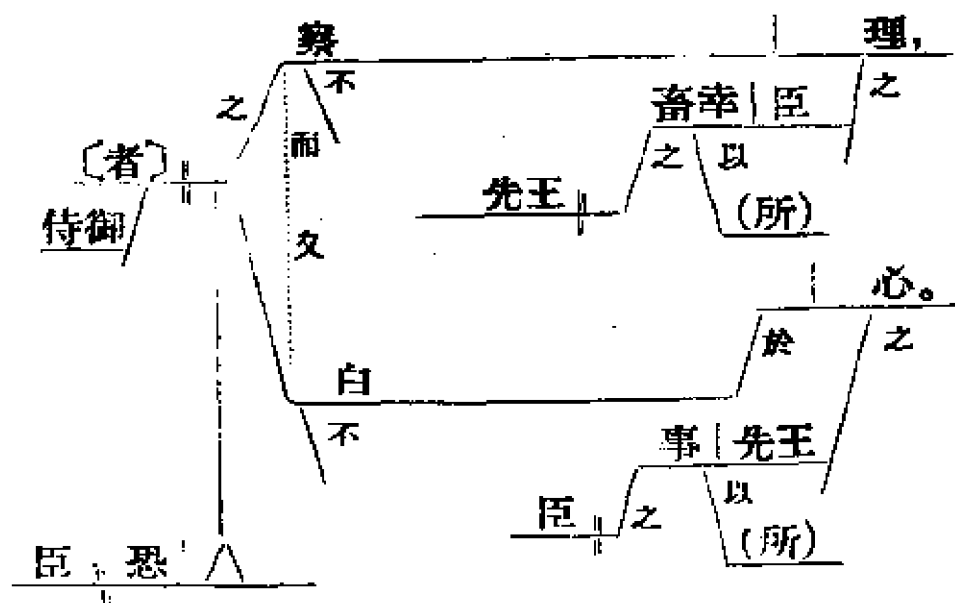 察 理，
不
之 之
而 畜幸 臣
〔者〕 之 以
先王
侍御 (所)
又
心。
於 之
白
不
事 先王
以
臣 之
(所)
臣 恐